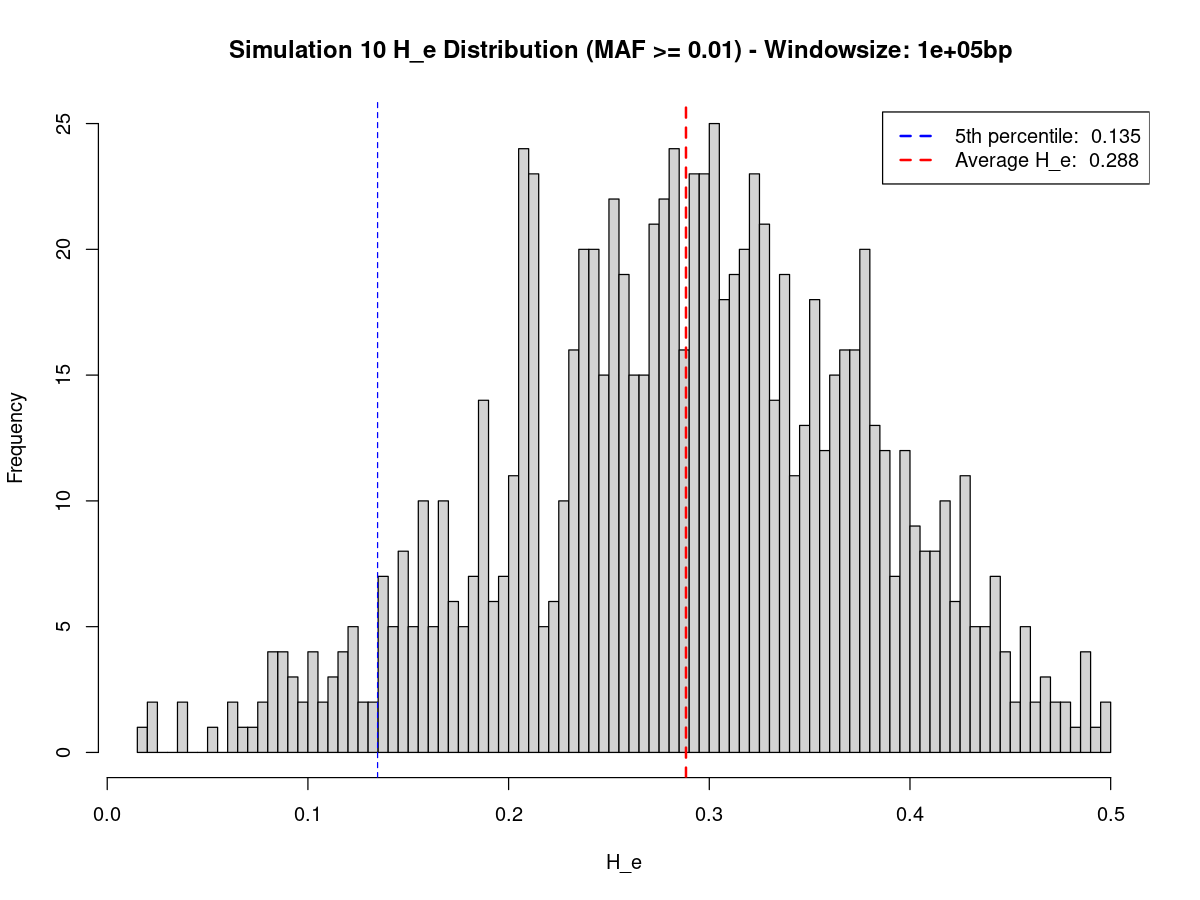 Simulation 10 H_e Distribution (MAF >= 0.01) - Windowsize: 1e+05bp
5th percentile:  0.135
Average H_e:  0.288
Frequency
25
20
15
10
5
0
0.0 0.1 0.2 0.3 0.4 0.5
H_e